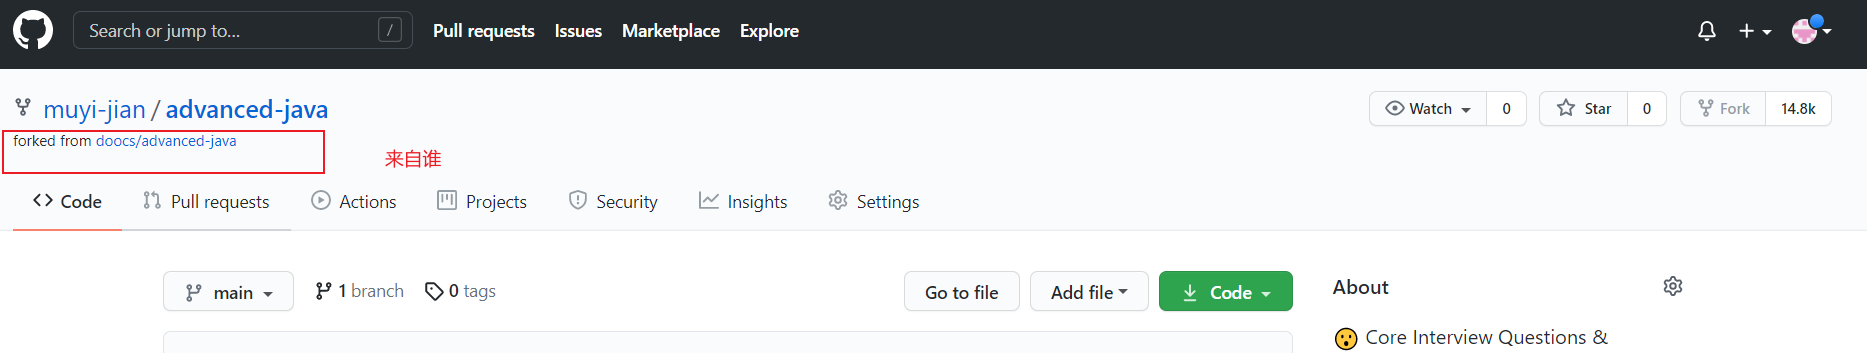 Search or jump to... / Pull requests Issues Marketplace Explore
muyi-jian / advanced-java Watch 0 Star 0 Fork 14.8k
forked from doocs/advanced-java
来自谁
Code Pull requests Actions Projects Security Insights Settings
main 1 branch 0 tags Go to file Add file Code About
Core Interview Questions &